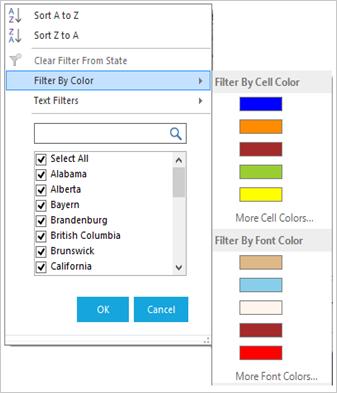 Sort A to Z
Sort Z to A
Clear Filter From State
Filter By Color
Text Filters
Select All
Alabama
Alberta
Bayern
Brandenburg
British Columbia
Brunswick
California
OK
Cancel
Filter By Cell Color
More Cell Colors...
Filter By Font Color
More Font Colors...